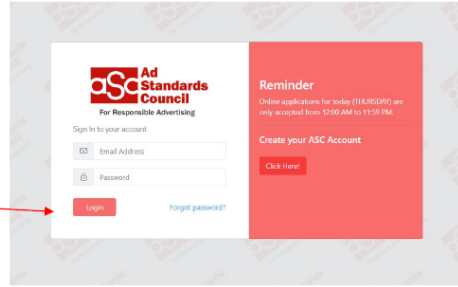 asc Ad
Standards
Council
For Responsible Advertising
Sign In to your account
Email Address
Password
Login
Forgot password?
Reminder
Online applications for today (THURSDAY) are
only accepted from 12:00 AM to 11:59 PM.
Create your ASC Account
Click Here!